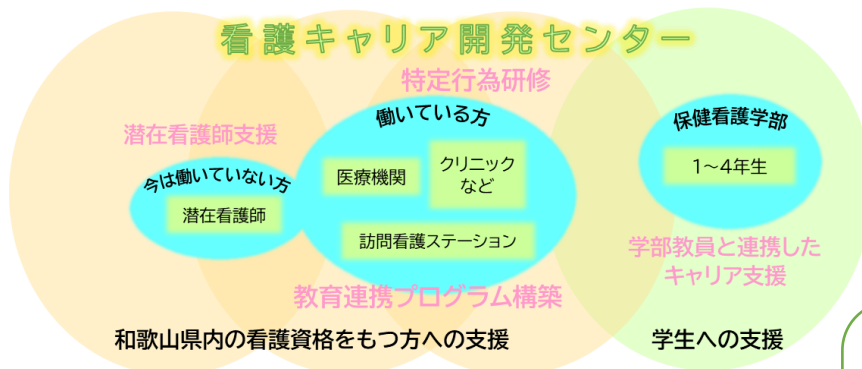 看護キャリア開発センター
特定行為研修
潜在看護師支援
働いている方
保健看護学部
今は働いていない方
医療機関
クリニック
など
1～4年生
潜在看護師
訪問看護ステーション
学部教員と連携した
キャリア支援
教育連携プログラム構築
和歌山県内の看護資格をもつ方への支援
学生への支援